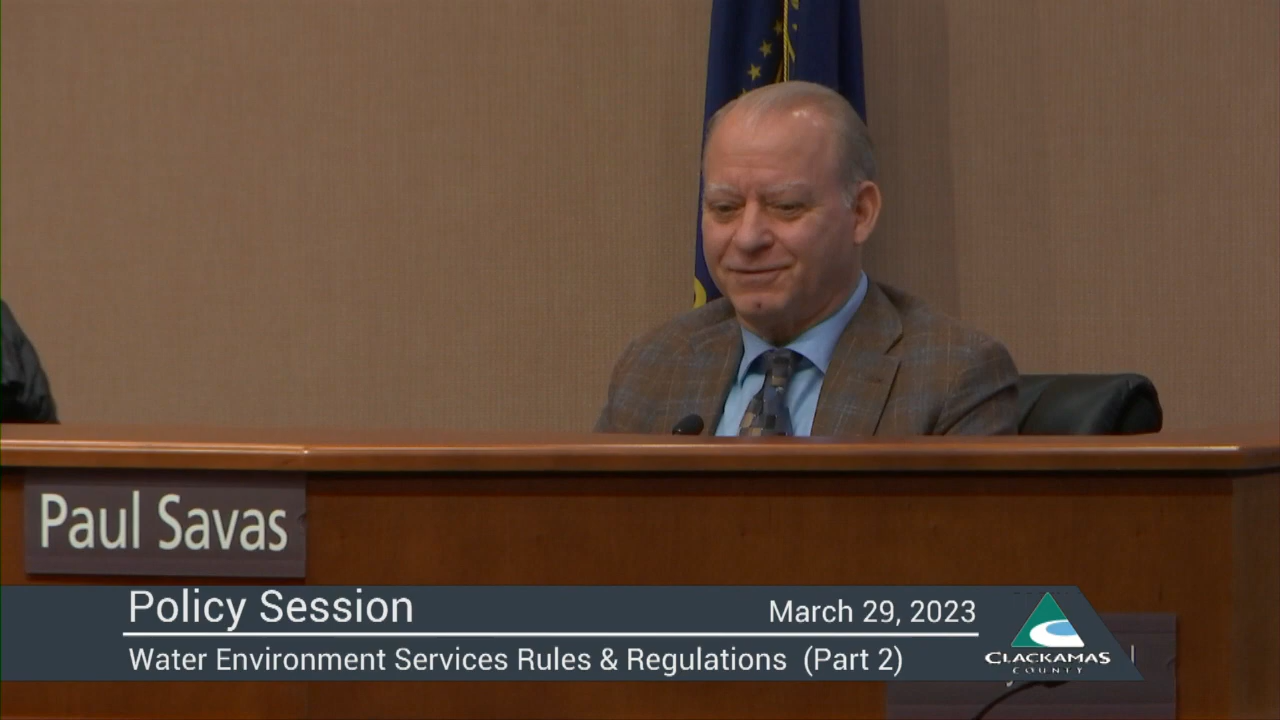 Paul Savas
Policy Session
March 29, 2023
Water Environment Services Rules & Regulations (Part 2)
CLACKAMAS
COUNTY